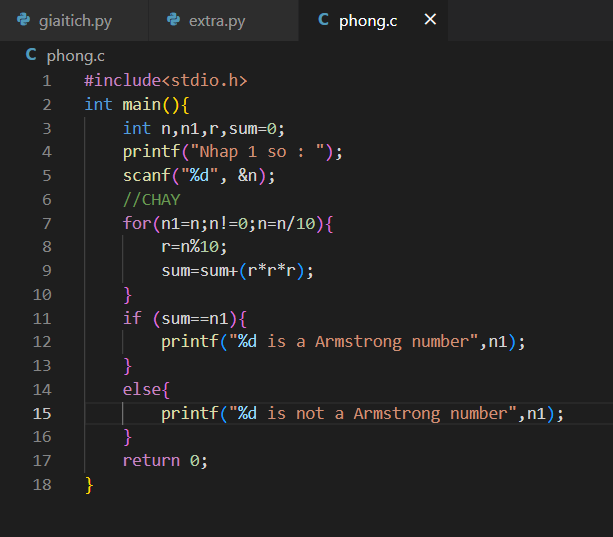 giaitich.py extra.py C phong.c ×
C phong.c
1 #include<stdio.h>
2 int main(){
3     int n,n1,r,sum=0;
4     printf("Nhap 1 so : ");
5     scanf("%d", &n);
6     //CHAY
7     for(n1=n;n!=0;n=n/10){
8         r=n%10;
9         sum=sum+(r*r*r);
10     }
11     if (sum==n1){
12         printf("%d is a Armstrong number",n1);
13     }
14     else{
15         printf("%d is not a Armstrong number",n1);
16     }
17     return 0;
18 }